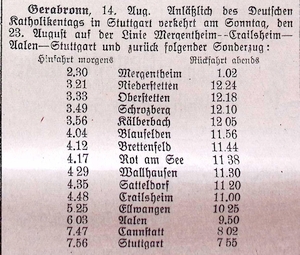 Gerabronn, 14. Aug. Anläßlich des Deutschen
Katholikentags in Stuttgart verkehrt am Sonntag, den
23. August auf der Linie Mergentheim--Crailsheim—
Aalen—Stuttgart und zurück folgender Sonderzug:
Hinfahrt morgens Rückfahrt abends
2.30 Mergentheim 1.02
3.21 Niederstetten 12.24
3.33 Oberstetten 12.18
3.49 Schrozberg 12.10
3.56 Kälberbach 12.05
4.04 Blaufelden 11.56
4.12 Brettenfeld 11.44
4.17 Rot am See 11 38
4 29 Wallhausen 11.30
4.35 Satteldorf 11 20
4.48 Crailsheim 11.00
5 25 Ellwangen 10 25
6 03 Aalen 9.50
7.47 Cannstatt 8 02
7.56 Stuttgart 7 55